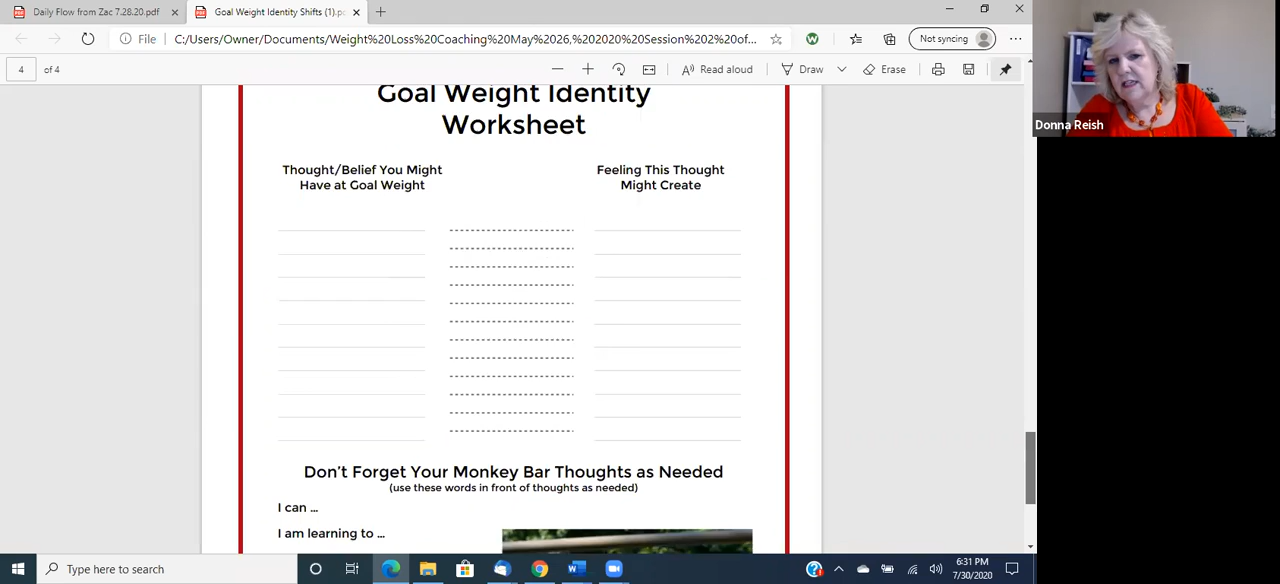 Daily Flow from Zac 7.28.20.pdf
Goal Weight Identity Shifts (1).p
File
C:/Users/Owner/Documents/Weight%20Loss%20Coaching%20May%2026,%202020%20Session%202%20of...
Not syncing
4 of 4
Read aloud
Draw
Erase
Goal Weight Identity
Worksheet
Thought/Belief You Might
Have at Goal Weight
Feeling This Thought
Might Create
Don't Forget Your Monkey Bar Thoughts as Needed
(use these words in front of thoughts as needed)
I can ...
I am learning to ...
Donna Reish
Type here to search
6:31 PM
7/30/2020